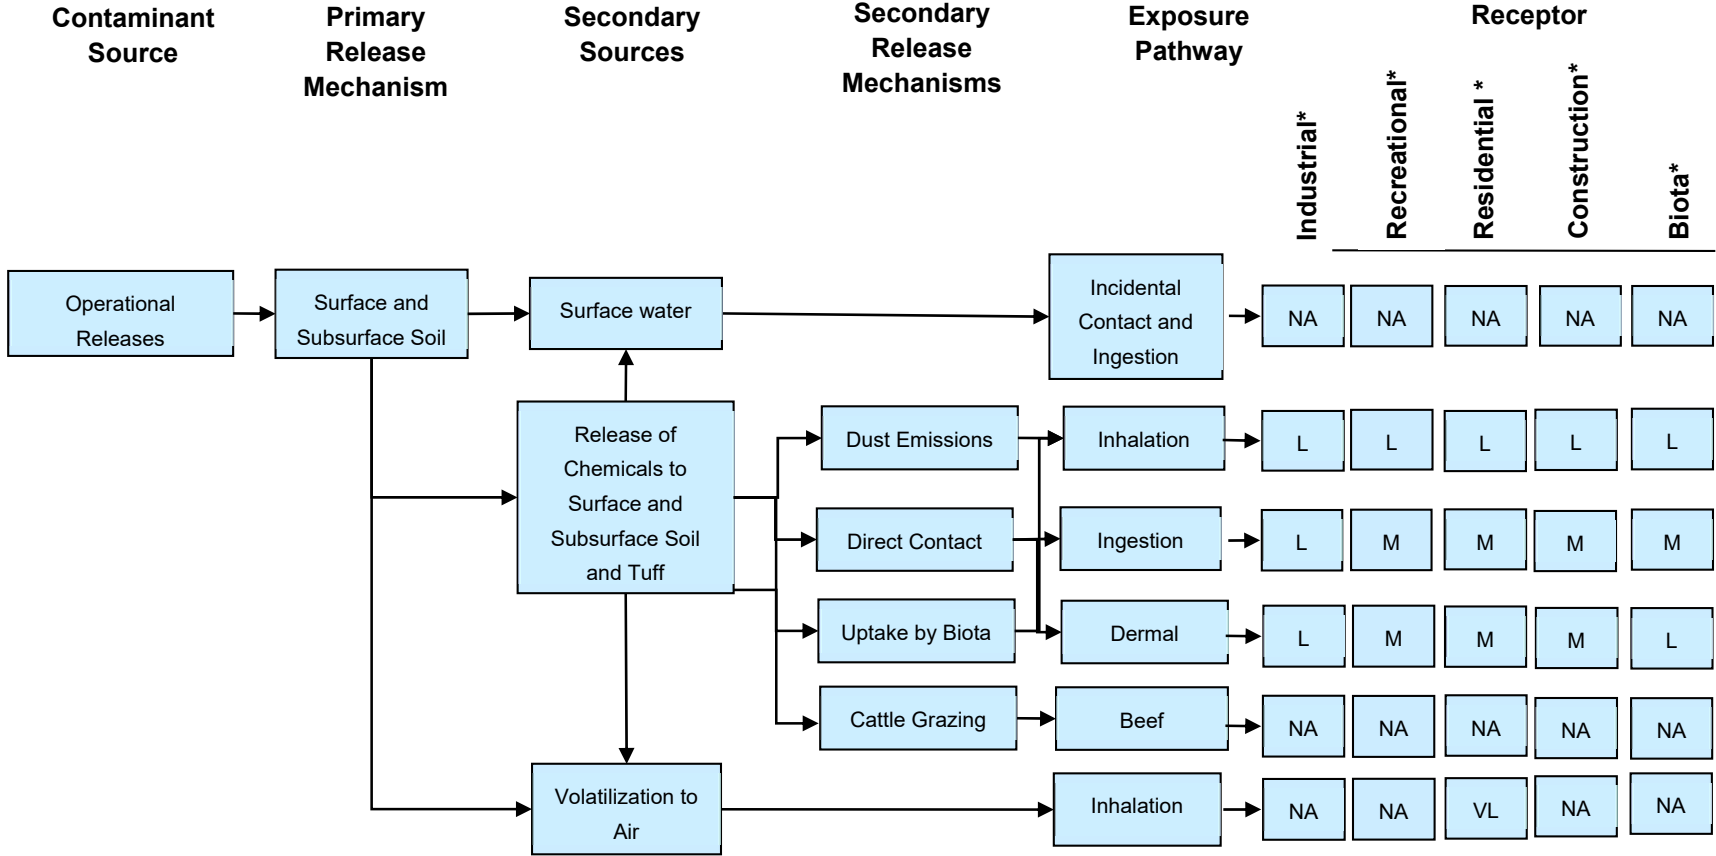 Contaminant
Source
Primary
Release
Mechanism
Secondary
Sources
Secondary
Release
Mechanisms
Exposure
Pathway
Receptor
Industrial*
Recreational*
Residential *
Construction*
Biota*
Operational
Releases
Surface and
Subsurface Soil
Surface water
Incidental
Contact and
Ingestion
NA
NA
NA
NA
NA
Release of
Chemicals to
Surface and
Subsurface Soil
and Tuff
Dust Emissions
Inhalation
L
L
L
L
L
Direct Contact
Ingestion
L
M
M
M
M
Uptake by Biota
Dermal
L
M
M
M
L
Cattle Grazing
Beef
NA
NA
NA
NA
NA
Volatilization to
Air
Inhalation
NA
NA
VL
NA
NA